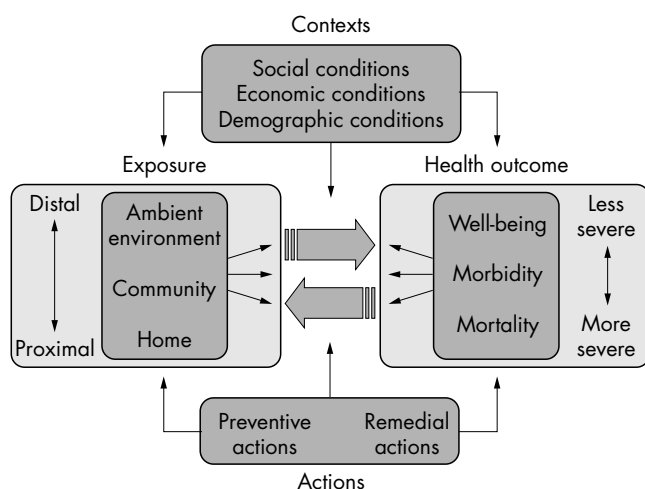 Contexts
Social conditions
Economic conditions
Demographic conditions
Exposure
Health outcome
Distal
Proximal
Ambient
environment
Community
Home
Well-being
Morbidity
Mortality
Less
severe
More
severe
Preventive
actions
Remedial
actions
Actions